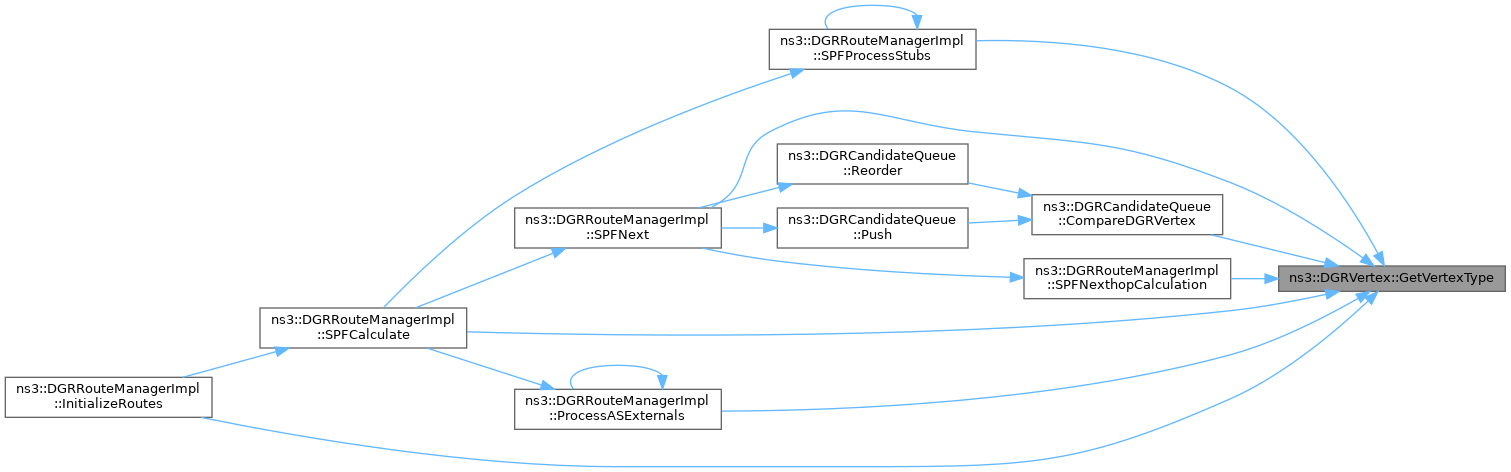 ns3::DGRRouteManagerImpl
::SPFProcessStubs
ns3::DGRCandidateQueue
::Reorder
ns3::DGRCandidateQueue
::CompareDGRVertex
ns3::DGRRouteManagerImpl
::SPFNext
ns3::DGRCandidateQueue
::Push
ns3::DGRRouteManagerImpl
::SPFNexthopCalculation
ns3::DGRVertex::GetVertexType
ns3::DGRRouteManagerImpl
::SPFCalculate
ns3::DGRRouteManagerImpl
::InitializeRoutes
ns3::DGRRouteManagerImpl
::ProcessASExternals